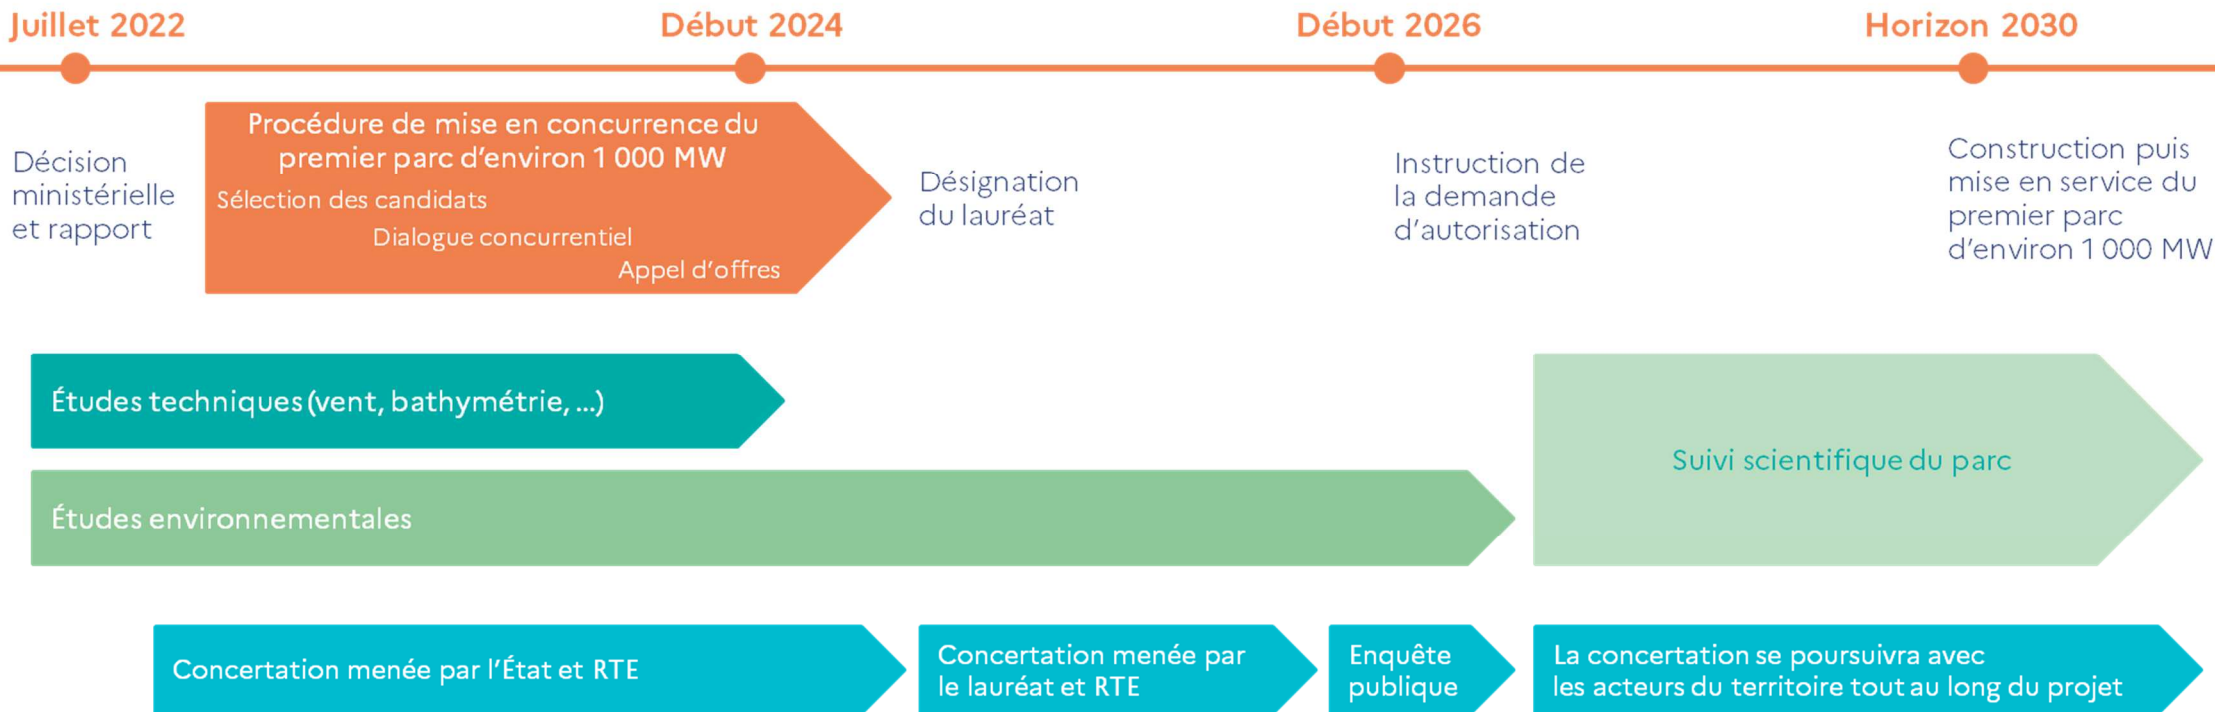 Juillet 2022
Début 2024
Début 2026
Horizon 2030
Décision
ministérielle
et rapport
Procédure de mise en concurrence du
premier parc d'environ 1 000 MW
Sélection des candidats
Dialogue concurrentiel
Appel d'offres
Désignation
du lauréat
Instruction de
la demande
d'autorisation
Construction puis
mise en service du
premier parc
d'environ 1 000 MW
Études techniques (vent, bathymétrie, ...)
Études environnementales
Suivi scientifique du parc
Concertation menée par l'État et RTE
Concertation menée par
le lauréat et RTE
Enquête
publique
La concertation se poursuivra avec
les acteurs du territoire tout au long du projet